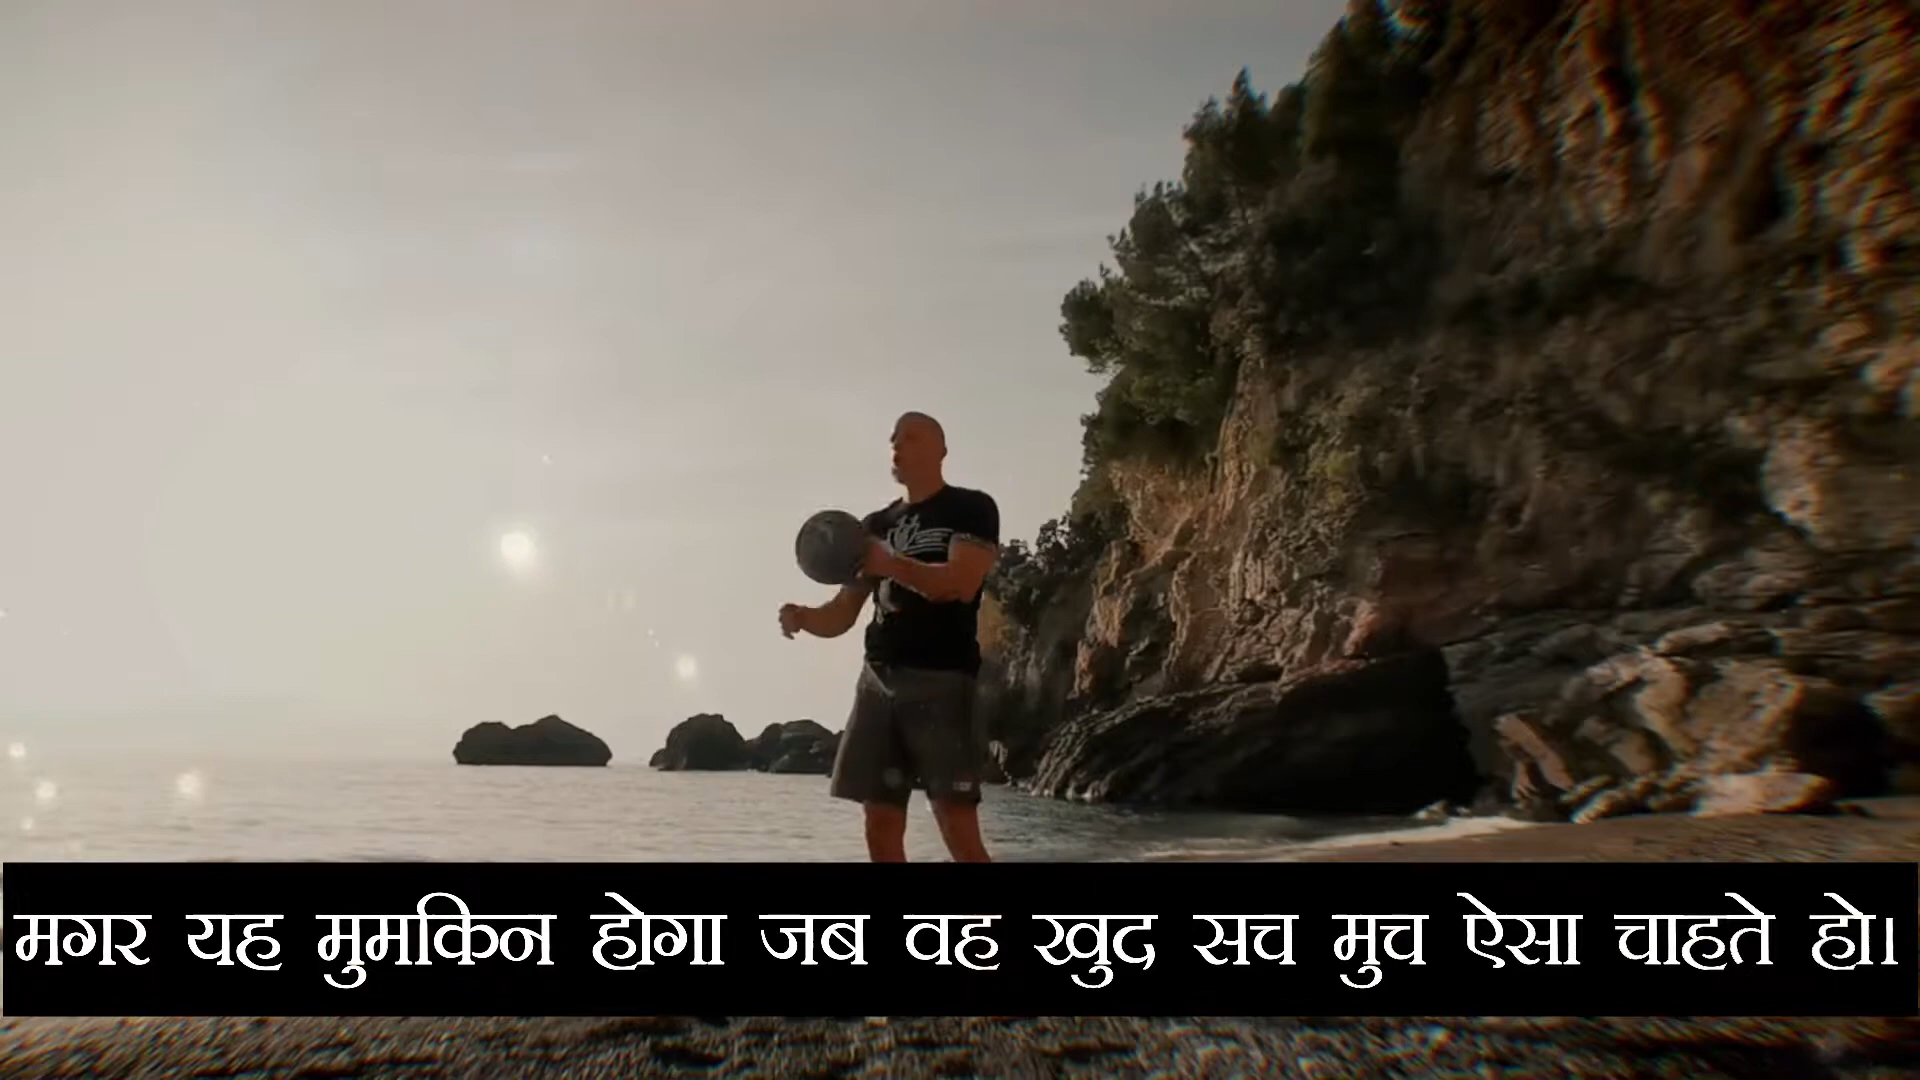 मगर यह मुमकिन होगा जब वह खुद सच मुच ऐसा चाहते हो।